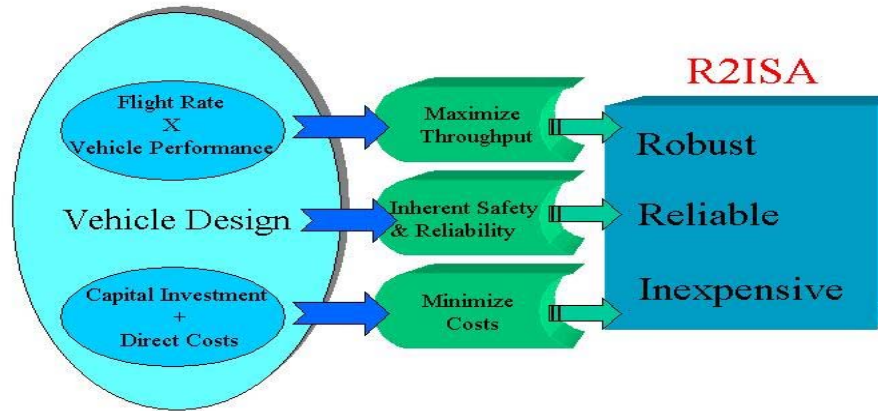 Flight Rate
X
Vehicle Performance
Vehicle Design
Capital Investment
+
Direct Costs
Maximize
Throughput
Inherent Safety
& Reliability
Minimize
Costs
R2ISA
Robust
Reliable
Inexpensive